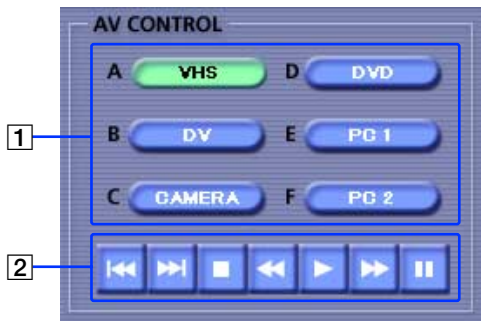 AV CONTROL
A VHS D DVD
1 B DV E PC 1
C CAMERA F PC 2
2